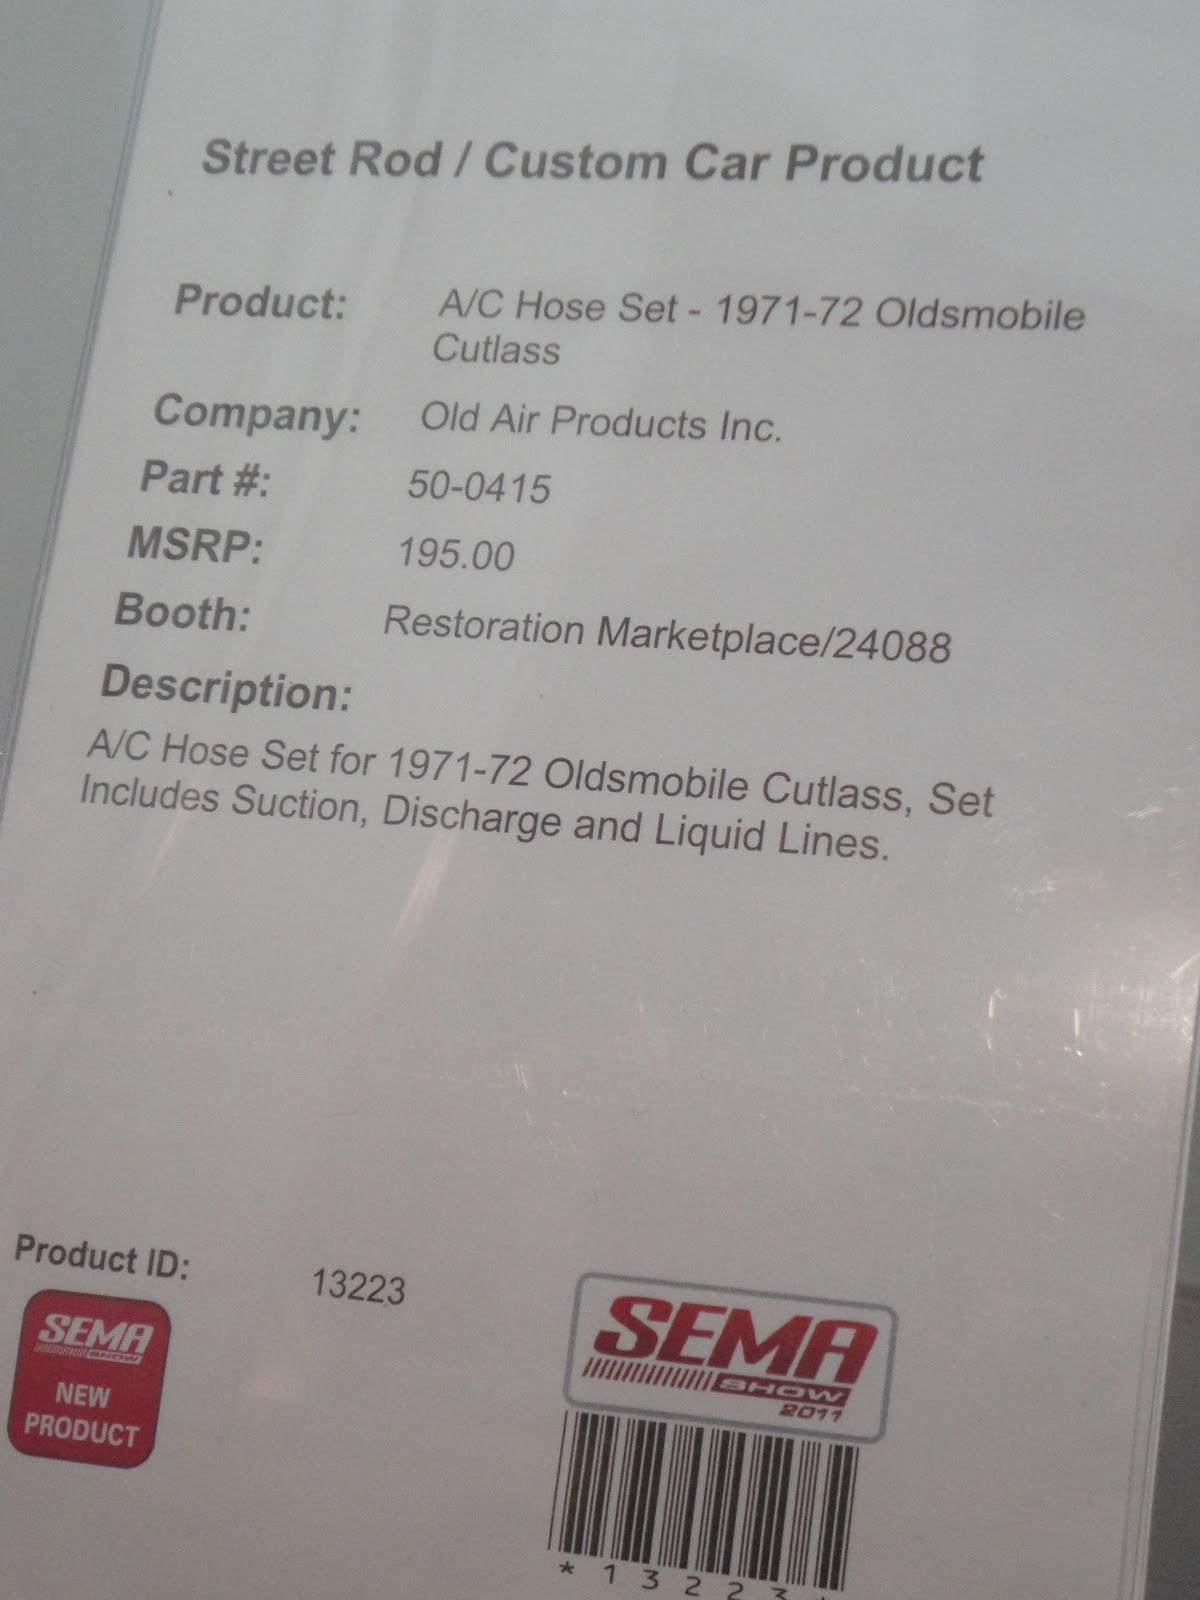 Street Rod / Custom Car Product
Product: A/C Hose Set - 1971-72 Oldsmobile
Cutlass
Company: Old Air Products Inc.
Part #: 50-0415
MSRP: 195.00
Booth: Restoration Marketplace/24088
Description:
A/C Hose Set for 1971-72 Oldsmobile Cutlass, Set
Includes Suction, Discharge and Liquid Lines.
Product ID: 13223
SEMA
SHOW
NEW
PRODUCT
SEMA
SHOW
2011
*13223*